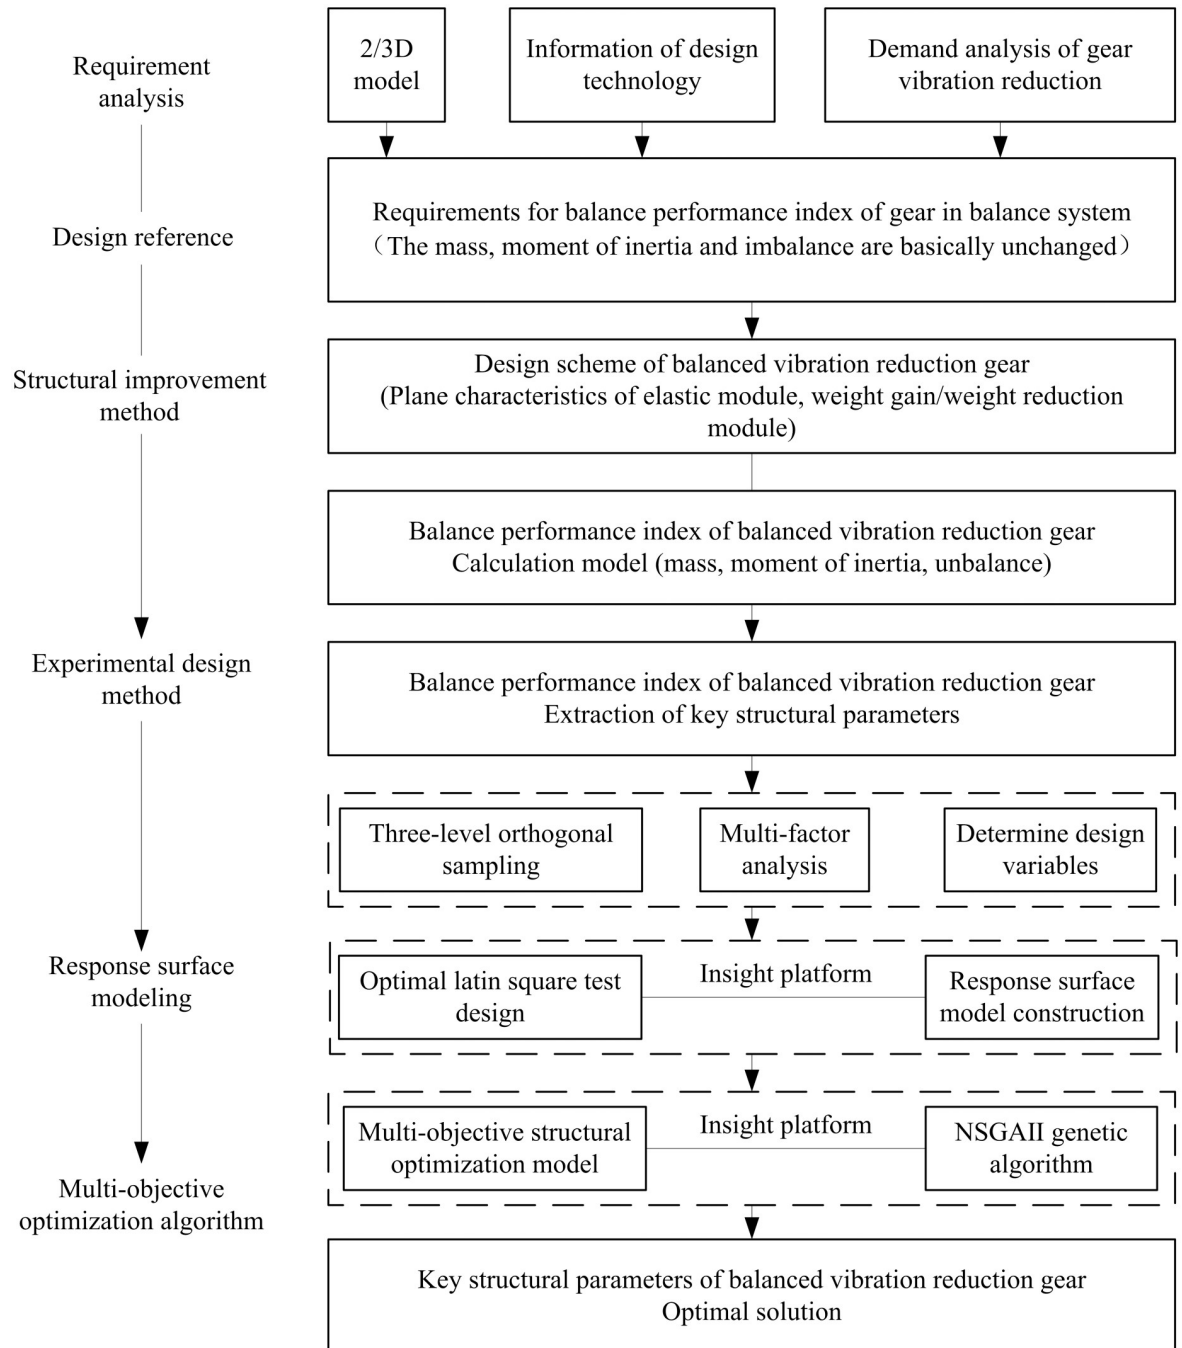 Requirement
analysis
2/3D
model
Information of design
technology
Demand analysis of gear
vibration reduction
Design reference
Requirements for balance performance index of gear in balance system
（The mass, moment of inertia and imbalance are basically unchanged）
Structural improvement
method
Design scheme of balanced vibration reduction gear
(Plane characteristics of elastic module, weight gain/weight reduction
module)
Balance performance index of balanced vibration reduction gear
Calculation model (mass, moment of inertia, unbalance)
Experimental design
method
Balance performance index of balanced vibration reduction gear
Extraction of key structural parameters
Three-level orthogonal
sampling
Multi-factor
analysis
Determine design
variables
Response surface
modeling
Optimal latin square test
design
Insight platform
Response surface
model construction
Multi-objective structural
optimization model
Insight platform
NSGAII genetic
algorithm
Multi-objective
optimization algorithm
Key structural parameters of balanced vibration reduction gear
Optimal solution